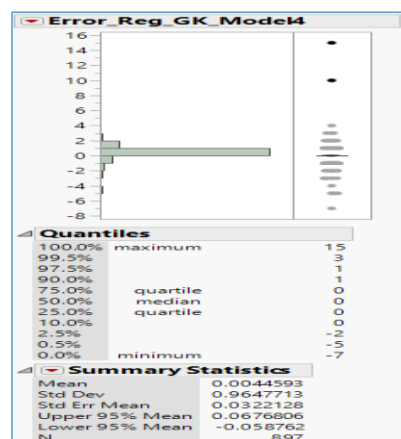 Error_Reg_GK_Model4
16
14
12
10
8
6
4
2
0
-2
-4
-6
-8
Quantiles
100.0% maximum 15
99.5% 3
97.5% 1
90.0% 1
75.0% quartile 0
50.0% median 0
25.0% quartile 0
10.0% 0
2.5% -2
0.5% -5
0.0% minimum -7
Summary Statistics
Mean 0.0044593
Std Dev 0.9647713
Std Err Mean 0.0322128
Upper 95% Mean 0.0676806
Lower 95% Mean -0.058762
N 897